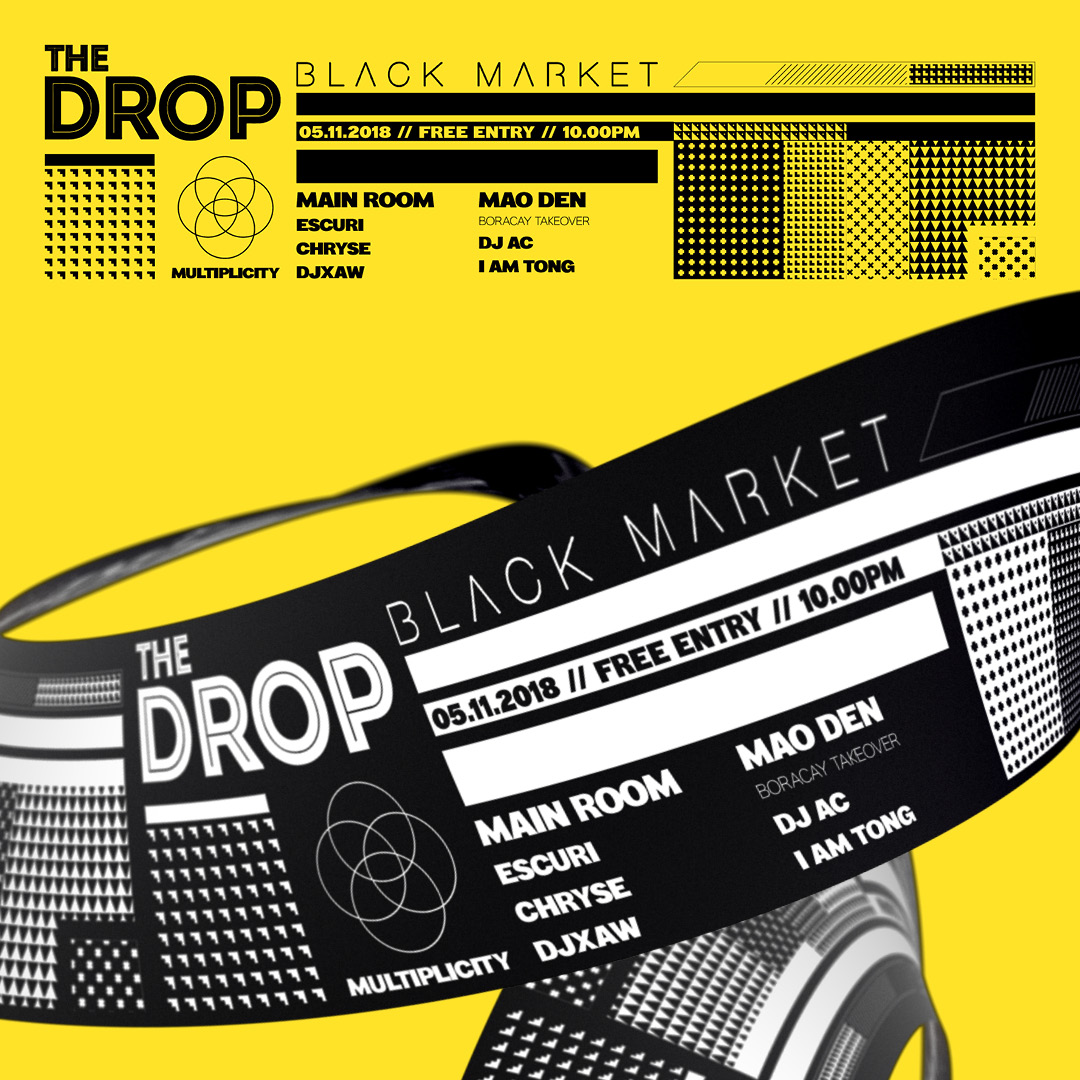 THE
DROP
BLACK MARKET
05.11.2018 // FREE ENTRY // 10.00PM
MULTIPLICITY
MAIN ROOM
ESCURI
CHRYSE
DJXAW
MAO DEN
BORACAY TAKEOVER
DJ AC
I AM TONG
THE
DROP
BLACK MARKET
05.11.2018 // FREE ENTRY // 10.00PM
MULTIPLICITY
MAIN ROOM
ESCURI
CHRYSE
DJXAW
MAO DEN
BORACAY TAKEOVER
DJ AC
I AM TONG